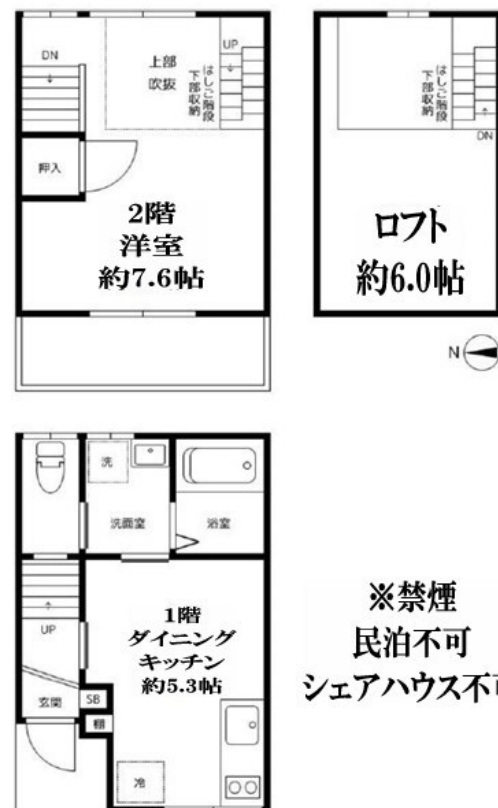 DN
上部
吹抜
UP
はしご階段
下部収納
押入
2階
洋室
約7.6帖
はしご階段
下部収納
DN
ロフト
約6.0帖
N
洗
洗面室
浴室
UP
玄関
SB
棚
1階
ダイニング
キッチン
約5.3帖
冷
※禁煙
民泊不可
シェアハウス不可